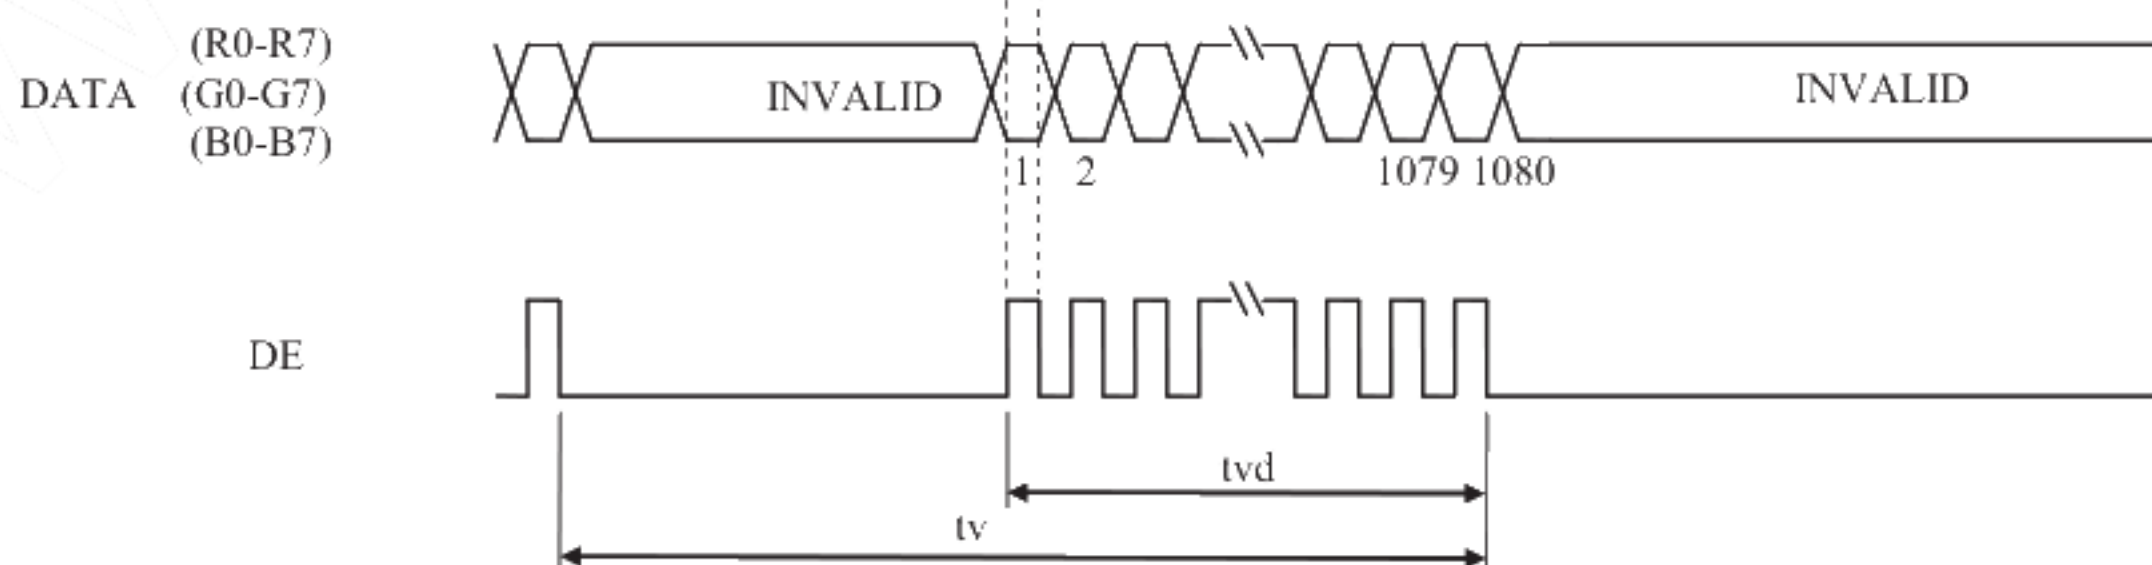 (R0-R7)
DATA (G0-G7) INVALID INVALID
(B0-B7)
1 2 1079 1080
DE
tvd
tv